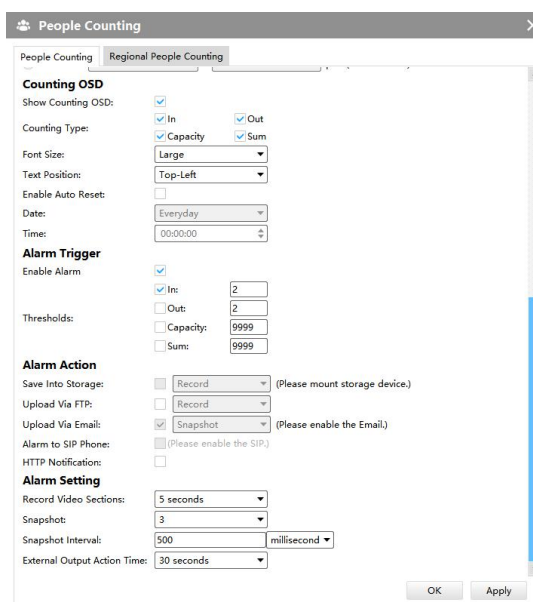 People Counting
People Counting Regional People Counting
Counting OSD
Show Counting OSD:
Counting Type: In Out
Capacity Sum
Font Size: Large
Text Position: Top-Left
Enable Auto Reset:
Date: Everyday
Time: 00:00:00
Alarm Trigger
Enable Alarm
Thresholds:
In: 2
Out: 2
Capacity: 9999
Sum: 9999
Alarm Action
Save Into Storage: Record (Please mount storage device.)
Upload Via FTP: Record
Upload Via Email: Snapshot (Please enable the Email.)
Alarm to SIP Phone: (Please enable the SIP.)
HTTP Notification:
Alarm Setting
Record Video Sections: 5 seconds
Snapshot: 3
Snapshot Interval: 500 millisecond
External Output Action Time: 30 seconds
OK Apply